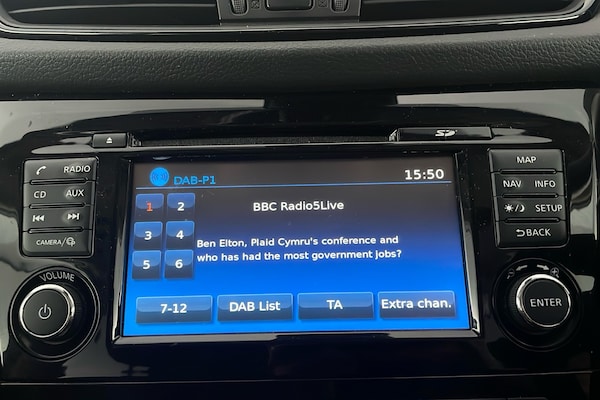 RADIO
CD AUX
CAMERA/
VOLUME
SD
DAB-P1 15:50
1 2
3 4
5 6
BBC Radio5Live
Ben Elton, Plaid Cymru's conference and
who has had the most government jobs?
7-12 DAB List TA Extra chan.
MAP
NAV INFO
SETUP
BACK
ENTER